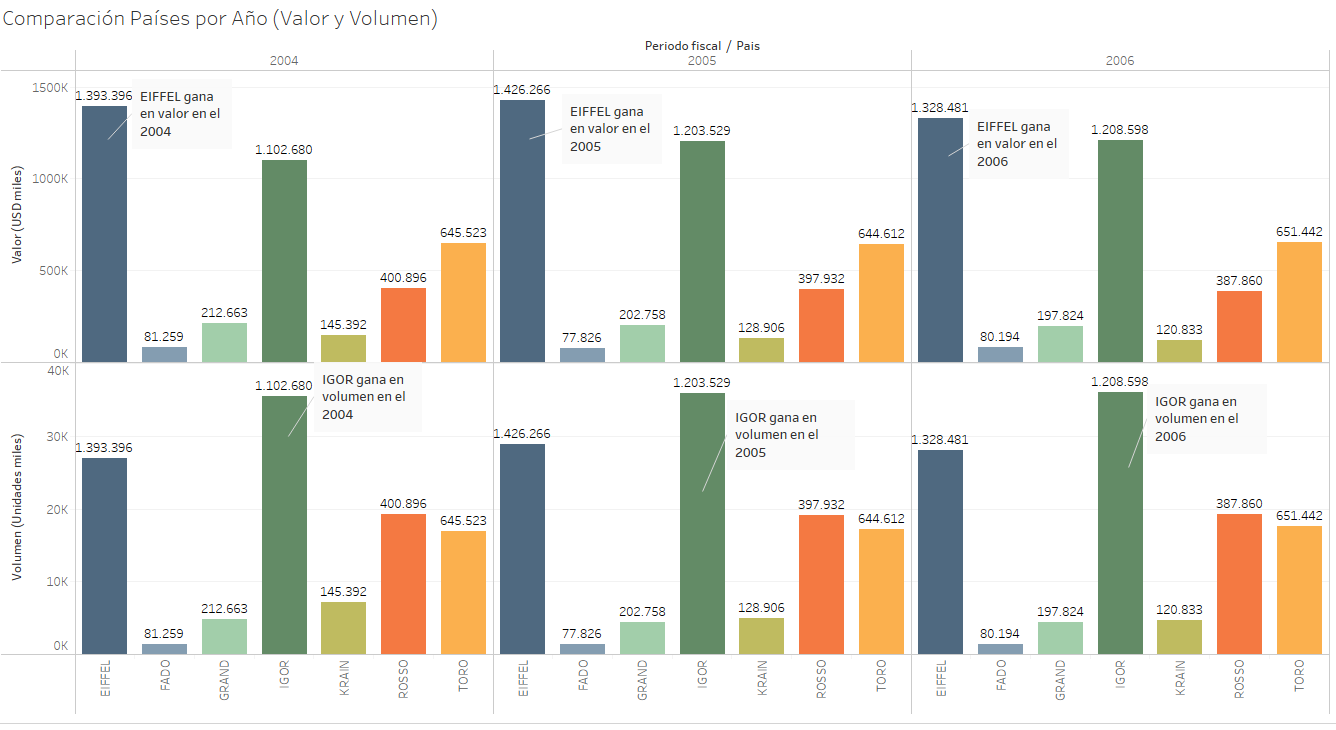 Comparación Países por Año (Valor y Volumen)
Periodo fiscal / Pais
2004 2005 2006
Valor (USD miles)
1500K
1000K
500K
0K
1.393.396 81.259 212.663 1.102.680 145.392 400.896 645.523
EIFFEL gana
en valor en el
2004
1.426.266 77.826 202.758 1.203.529 128.906 397.932 644.612
EIFFEL gana
en valor en el
2005
1.328.481 80.194 197.824 1.208.598 120.833 387.860 651.442
EIFFEL gana
en valor en el
2006
Volumen (Unidades miles)
40K
30K
20K
10K
0K
1.393.396 81.259 212.663 1.102.680 145.392 400.896 645.523
IGOR gana en
volumen en el
2004
1.426.266 77.826 202.758 1.203.529 128.906 397.932 644.612
IGOR gana en
volumen en el
2005
1.328.481 80.194 197.824 1.208.598 120.833 387.860 651.442
IGOR gana en
volumen en el
2006
EIFFEL FADO GRAND IGOR KRAIN ROSSO TORO EIFFEL FADO GRAND IGOR KRAIN ROSSO TORO EIFFEL FADO GRAND IGOR KRAIN ROSSO TORO